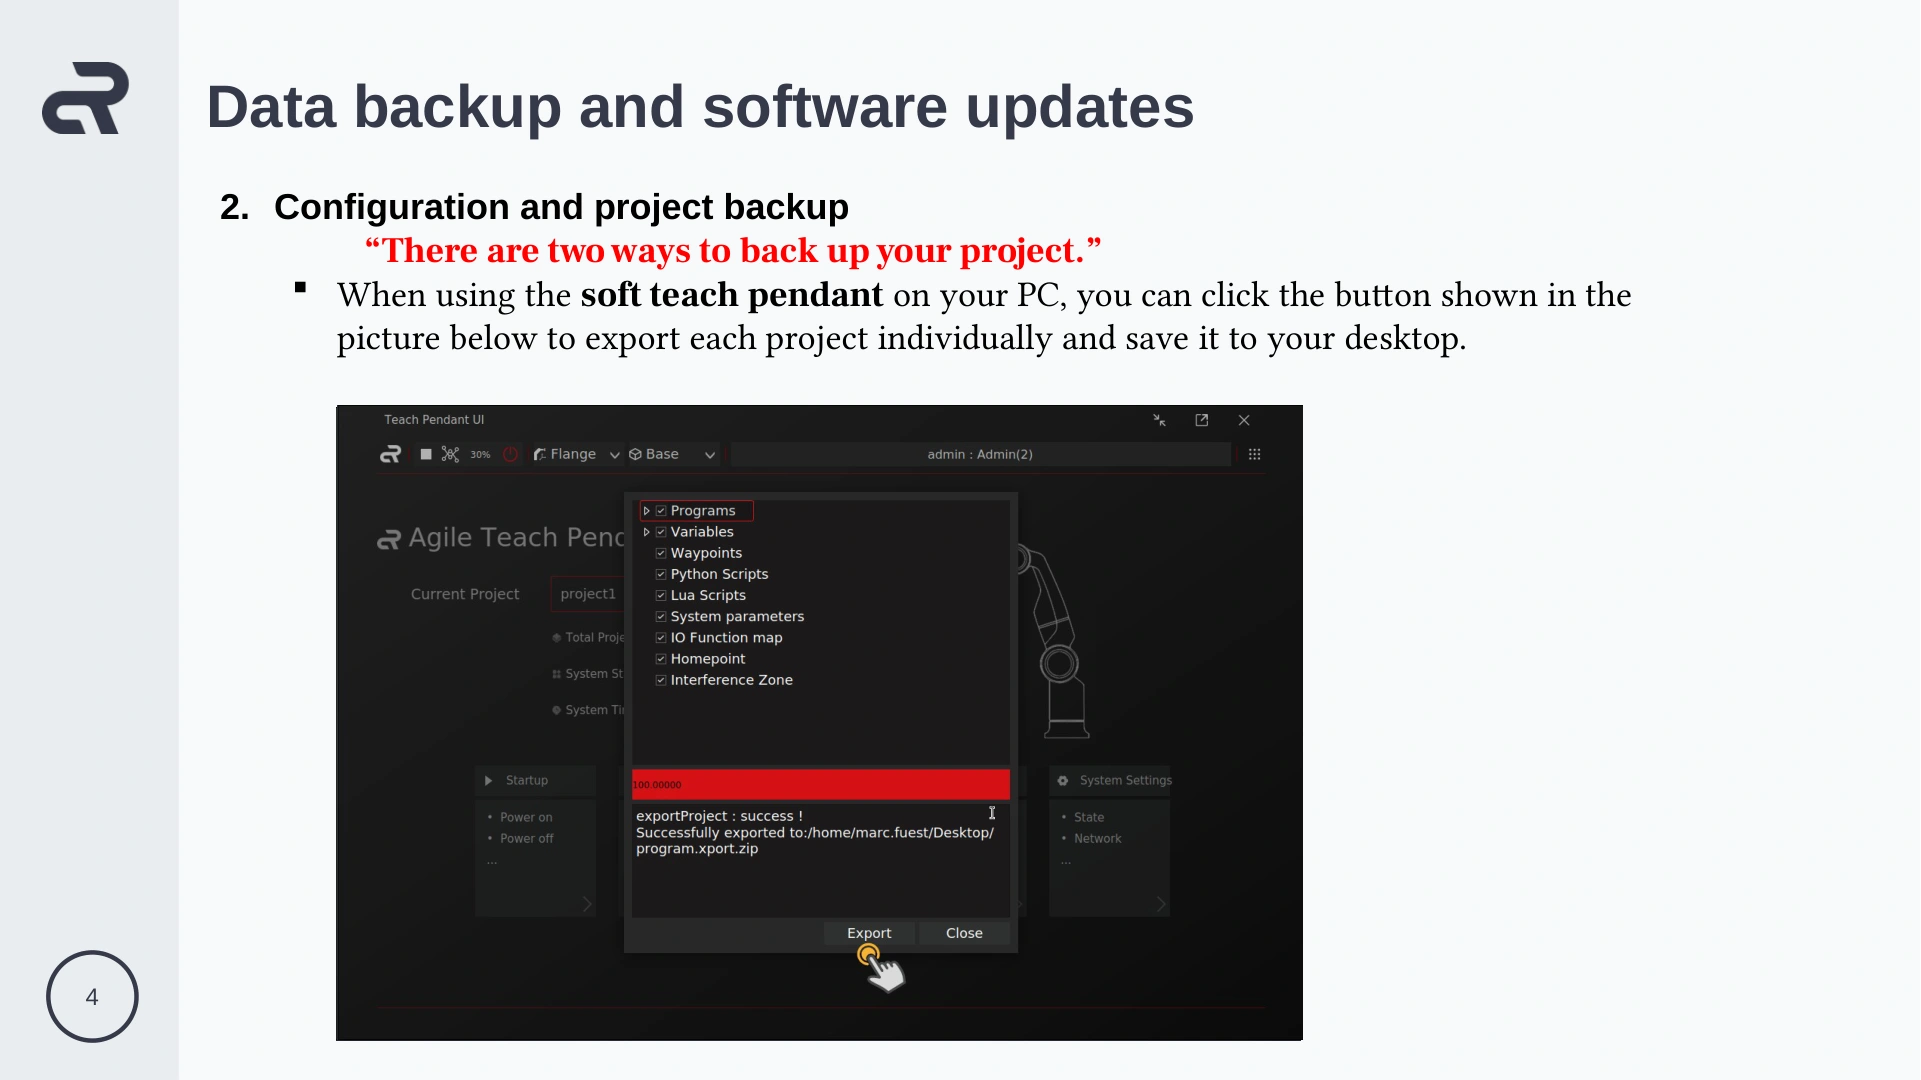 Data backup and software updates
2. Configuration and project backup
“There are two ways to back up your project.”
▪ When using the soft teach pendant on your PC, you can click the button shown in the
picture below to export each project individually and save it to your desktop.
Teach Pendant UI
30% Flange Base admin : Admin(2)
Programs
Variables
Waypoints
Python Scripts
Lua Scripts
System parameters
IO Function map
Homepoint
Interference Zone
Agile Teach Pend
Current Project project1
Total Proje
System St
System Ti
100.00000
exportProject : success !
Successfully exported to:/home/marc.fuest/Desktop/
program.xport.zip
Export Close
Startup
• Power on
• Power off
...
System Settings
• State
• Network
...
4